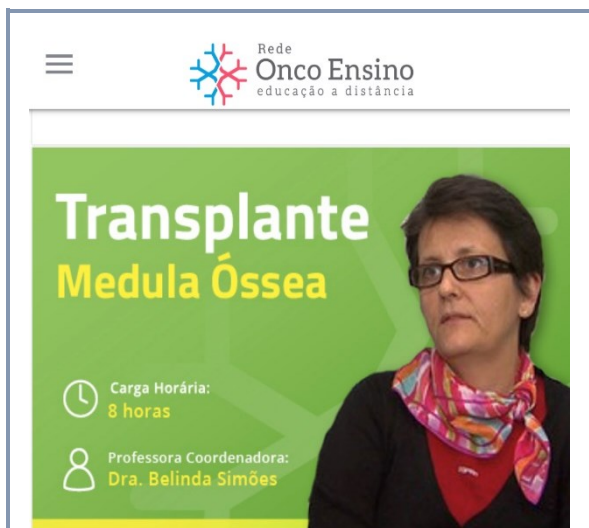 Rede
Onco Ensino
educação a distância
Transplante
Medula Óssea
Carga Horária:
8 horas
Professora Coordenadora:
Dra. Belinda Simões